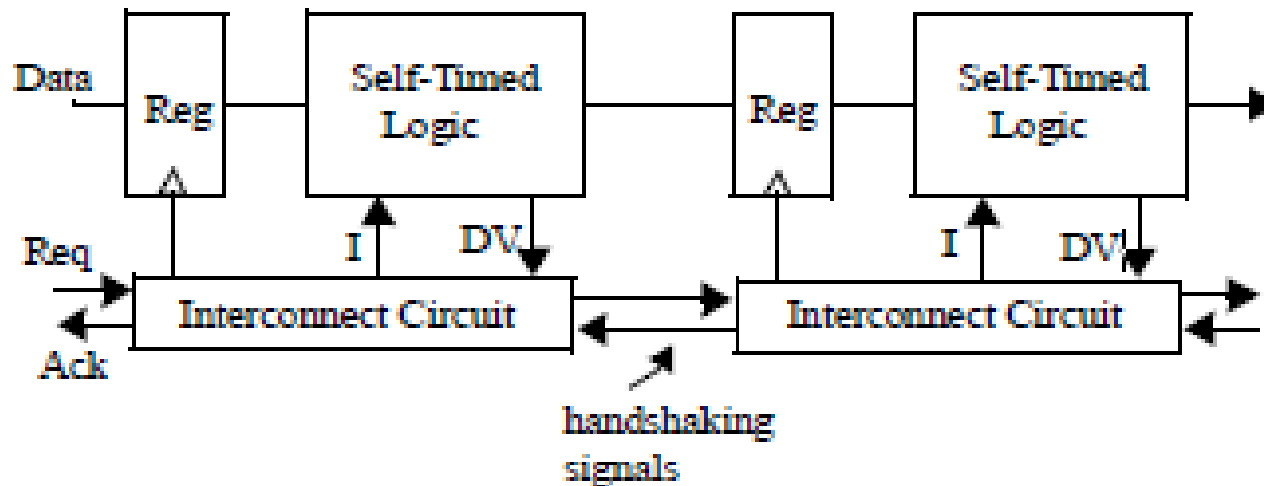 Data
Reg
Self-Timed
Logic
Reg
Self-Timed
Logic
Req
I
DV
I
DV
Interconnect Circuit
Interconnect Circuit
Ack
handshaking
signals